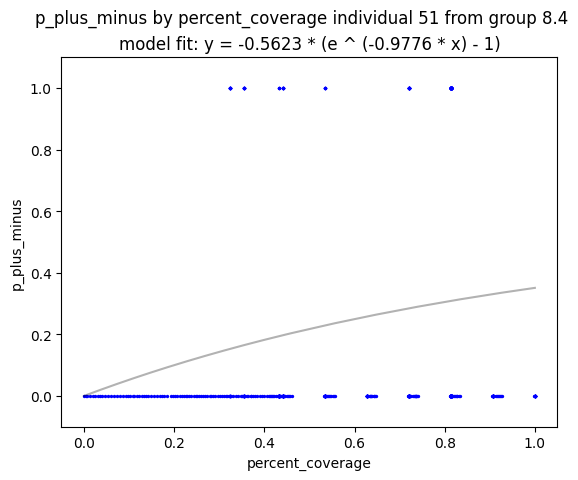 p_plus_minus by percent_coverage individual 51 from group 8.4
model fit: y = -0.5623 * (e ^ (-0.9776 * x) - 1)
1.0
0.8
0.6
0.4
0.2
0.0
p_plus_minus
0.0 0.2 0.4 0.6 0.8 1.0
percent_coverage